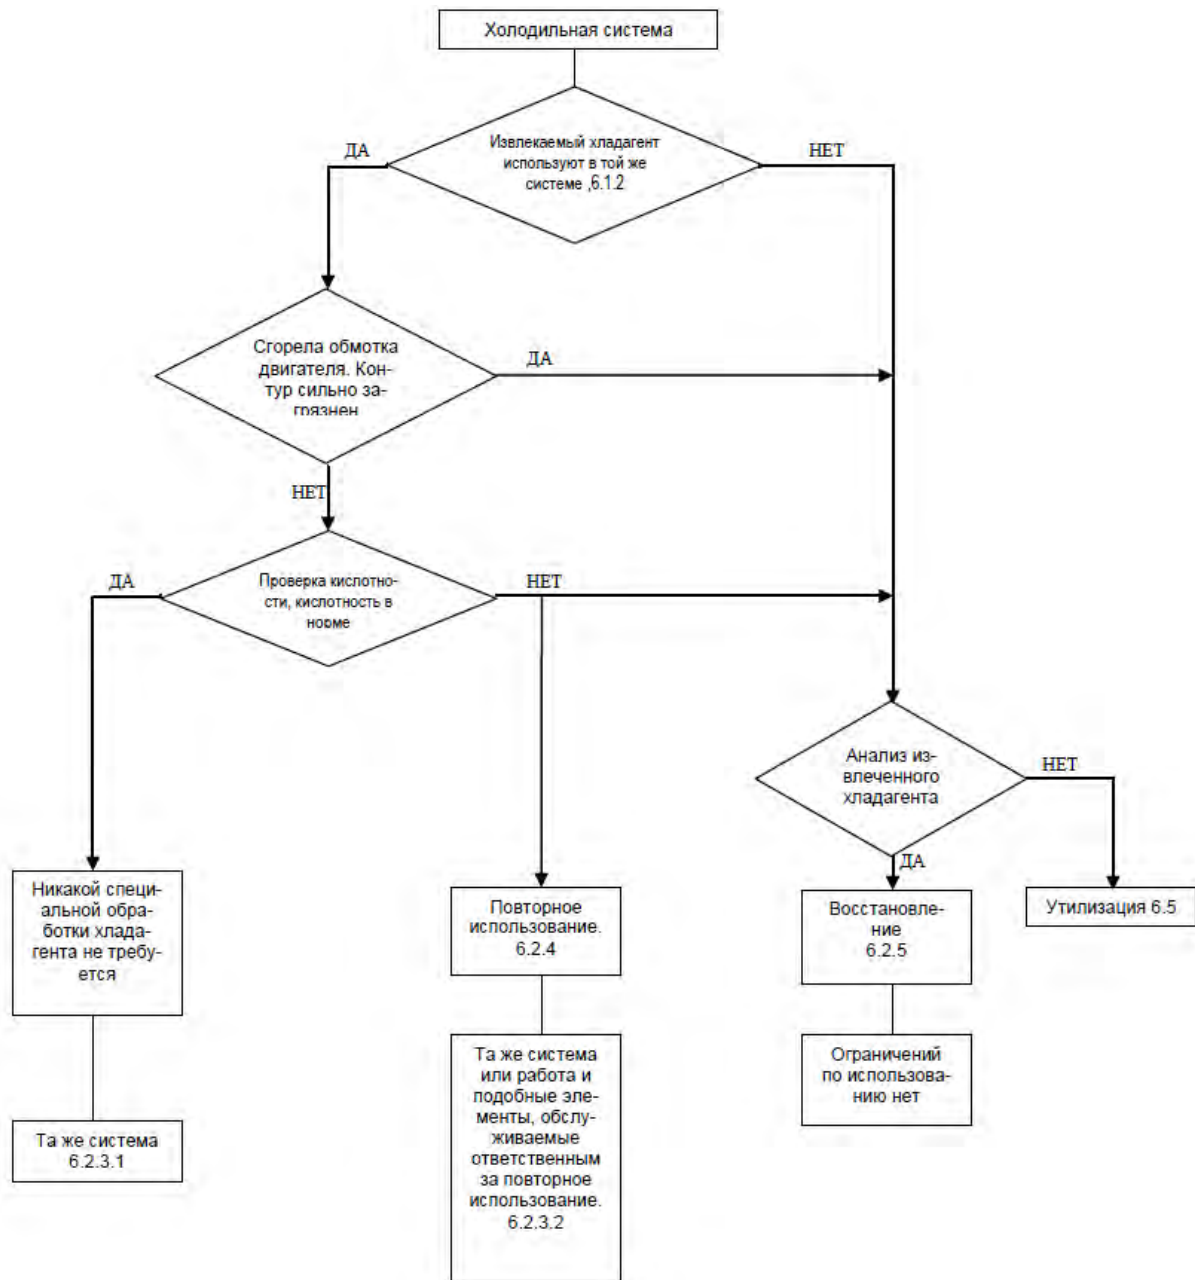 Холодильная система
Извлекаемый хладагент
используют в той же
системе ,6.1.2
ДА
НЕТ
Сгорела обмотка
двигателя. Кон-
тур сильно за-
грязнен
ДА
НЕТ
Проверка кислотно-
сти, кислотность в
норме
ДА
НЕТ
Анализ из-
влеченного
хладагента
НЕТ
ДА
Никакой специ-
альной обра-
ботки хлада-
гента не требу-
ется
Повторное
использование.
6.2.4
Восстановле-
ние
6.2.5
Утилизация 6.5
Та же система
6.2.3.1
Та же система
или работа и
подобные эле-
менты, обслу-
живаемые
ответственным
за повторное
использование.
6.2.3.2
Ограничений
по использова-
нию нет